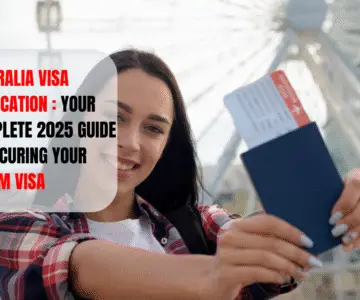 RALIA VISA
ICATION : YOUR
PLETE 2025 GUIDE
CURING YOUR
M VISA